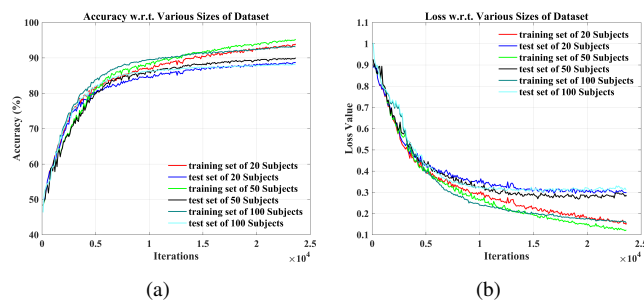 Accuracy w.r.t. Various Sizes of Dataset
100
90
80
70
60
50
40
Accuracy (%)
training set of 20 Subjects
test set of 20 Subjects
training set of 50 Subjects
test set of 50 Subjects
training set of 100 Subjects
test set of 100 Subjects
0 0.5 1 1.5 2 2.5
Iterations
×10⁴
(a)
Loss w.r.t. Various Sizes of Dataset
1.1
1
0.9
0.8
0.7
0.6
0.5
0.4
0.3
0.2
0.1
Loss Value
training set of 20 Subjects
test set of 20 Subjects
training set of 50 Subjects
test set of 50 Subjects
training set of 100 Subjects
test set of 100 Subjects
0 0.5 1 1.5 2 2.5
Iterations
×10⁴
(b)